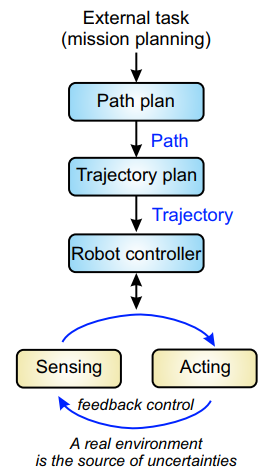 External task
(mission planning)
Path plan
Path
Trajectory plan
Trajectory
Robot controller
Sensing
Acting
feedback control
A real environment
is the source of uncertainties